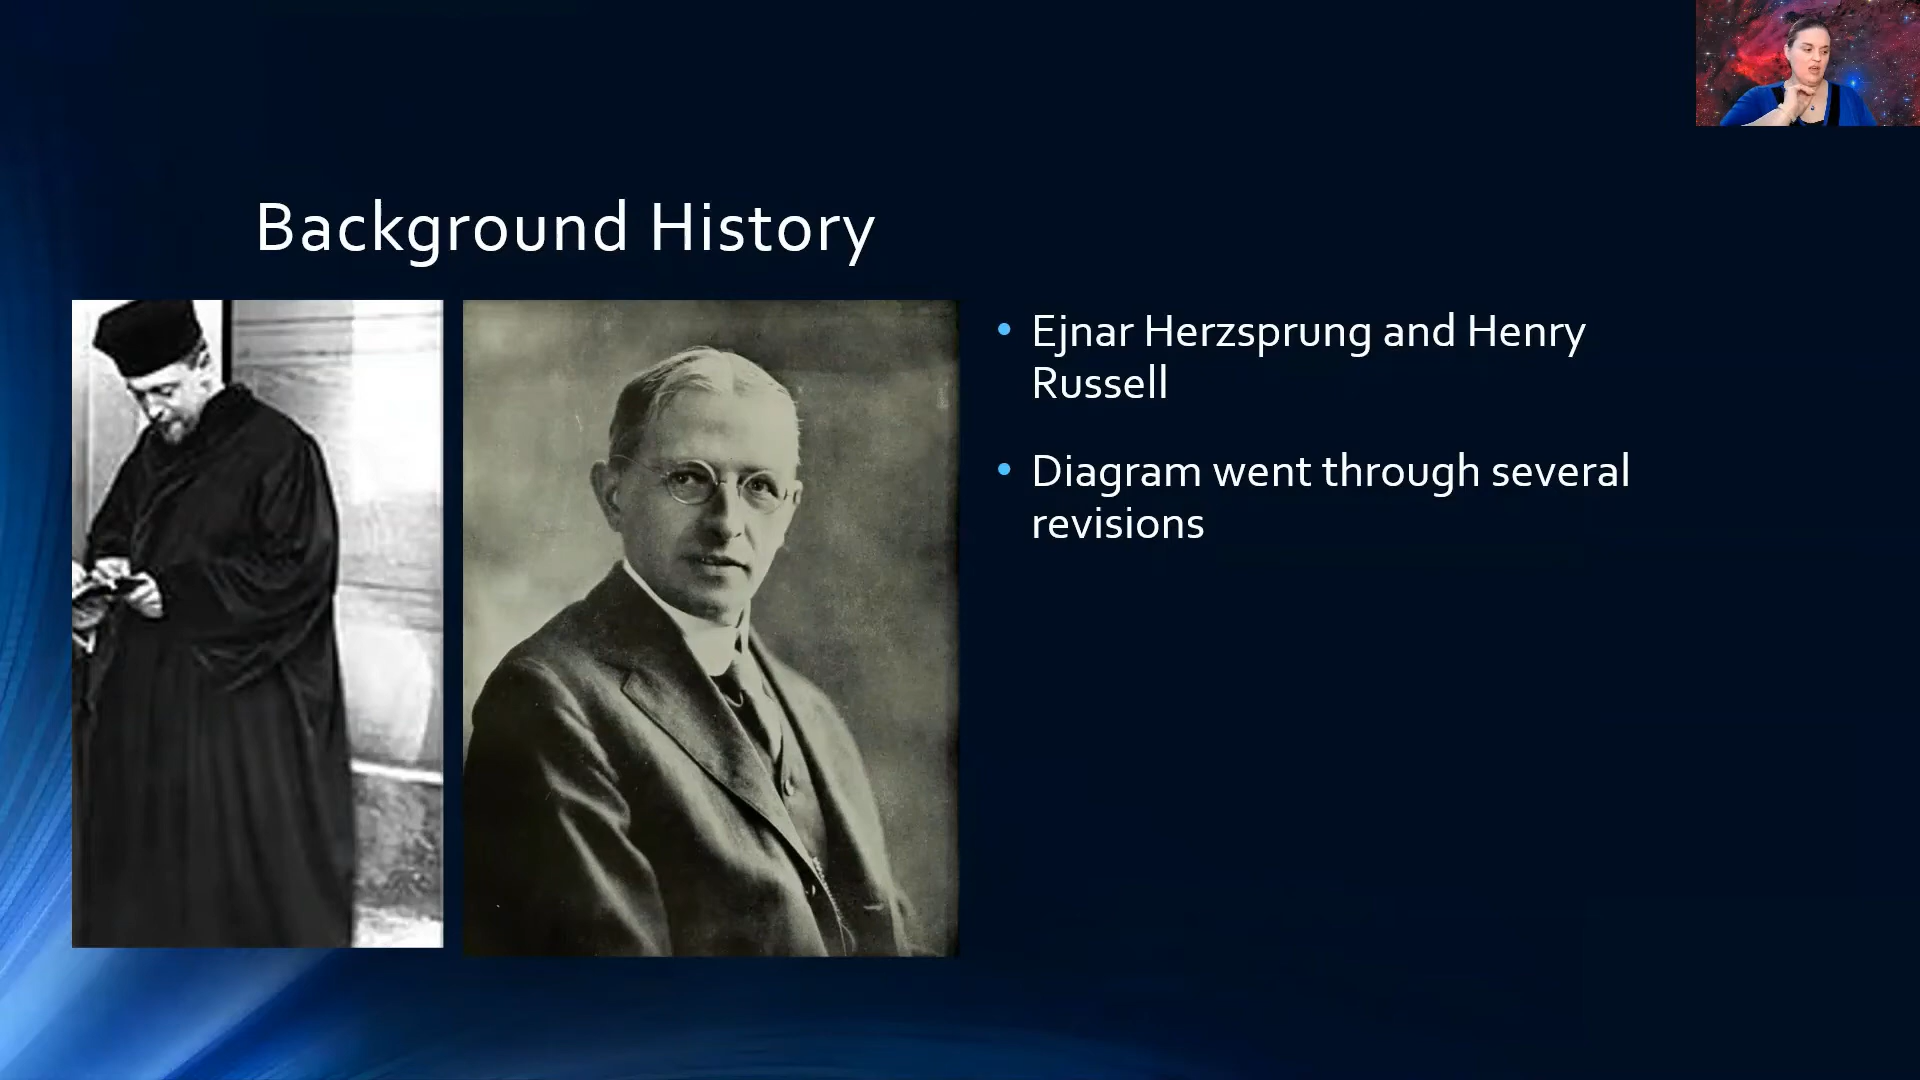 Background History
Ejnar Herzsprung and Henry
Russell
Diagram went through several
revisions